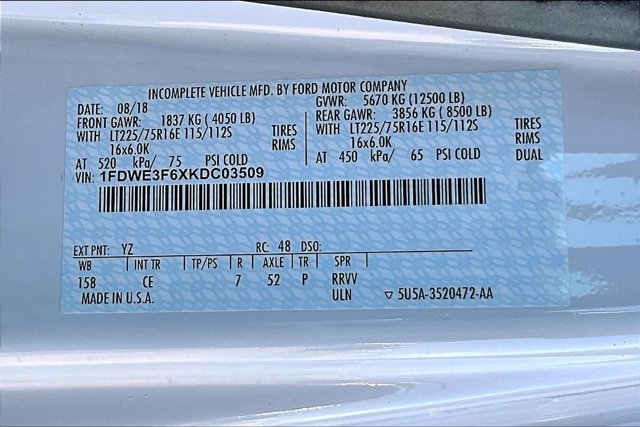 INCOMPLETE VEHICLE MFD. BY FORD MOTOR COMPANY
DATE: 08/18 GVWR: 5670 KG (12500 LB)
FRONT GAWR: 1837 KG ( 4050 LB) REAR GAWR: 3856 KG ( 8500 LB)
WITH LT225/75R16E 115/112S TIRES WITH LT225/75R16E 115/112S TIRES
16x6.0K RIMS 16x6.0K RIMS
AT 520 kPa/ 75 PSI COLD AT 450 kPa/ 65 PSI COLD DUAL
VIN: 1FDWE3F6XKDC03509
EXT PNT: YZ RC: 48 DSO:
WB INT TR TP/PS R AXLE TR SPR
158 CE 7 52 P RRVV
MADE IN U.S.A. ULN ▽ 5U5A-3520472-AA